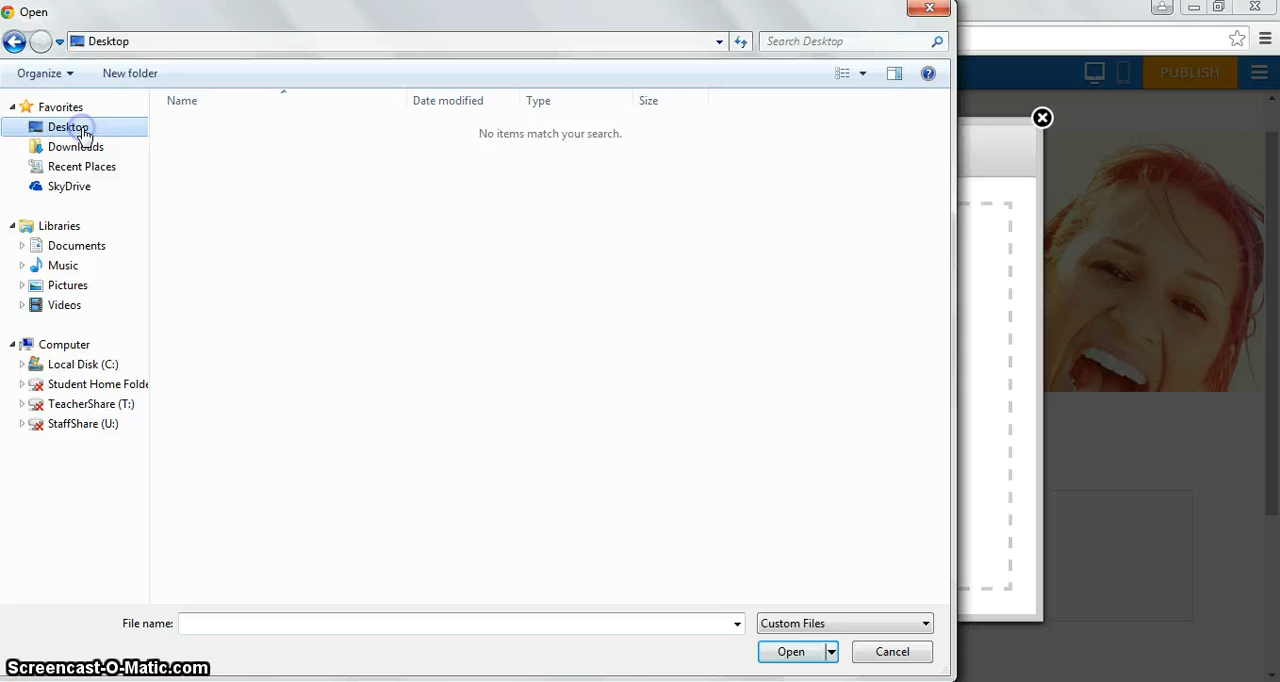 Open
Desktop
Search Desktop
Organize
New folder
PUBLISH
Name
Date modified
Type
Size
No items match your search.
Favorites
Desktop
Downloads
Recent Places
SkyDrive
Libraries
Documents
Music
Pictures
Videos
Computer
Local Disk (C:)
Student Home Folde
TeacherShare (T:)
StaffShare (U:)
File name:
Custom Files
Open
Cancel
Screencast-O-Matic.com